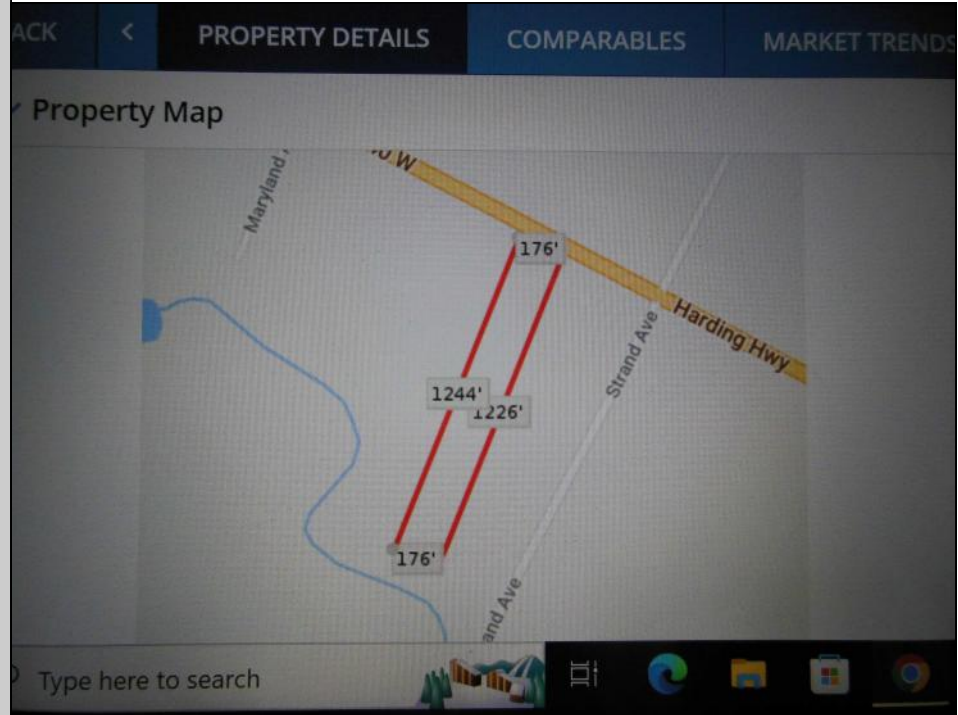 ACK < PROPERTY DETAILS COMPARABLES MARKET TRENDS
Property Map
Maryland
W
176'
Harding Hwy
Strand Ave
1244'
1226'
176'
and Ave
Type here to search